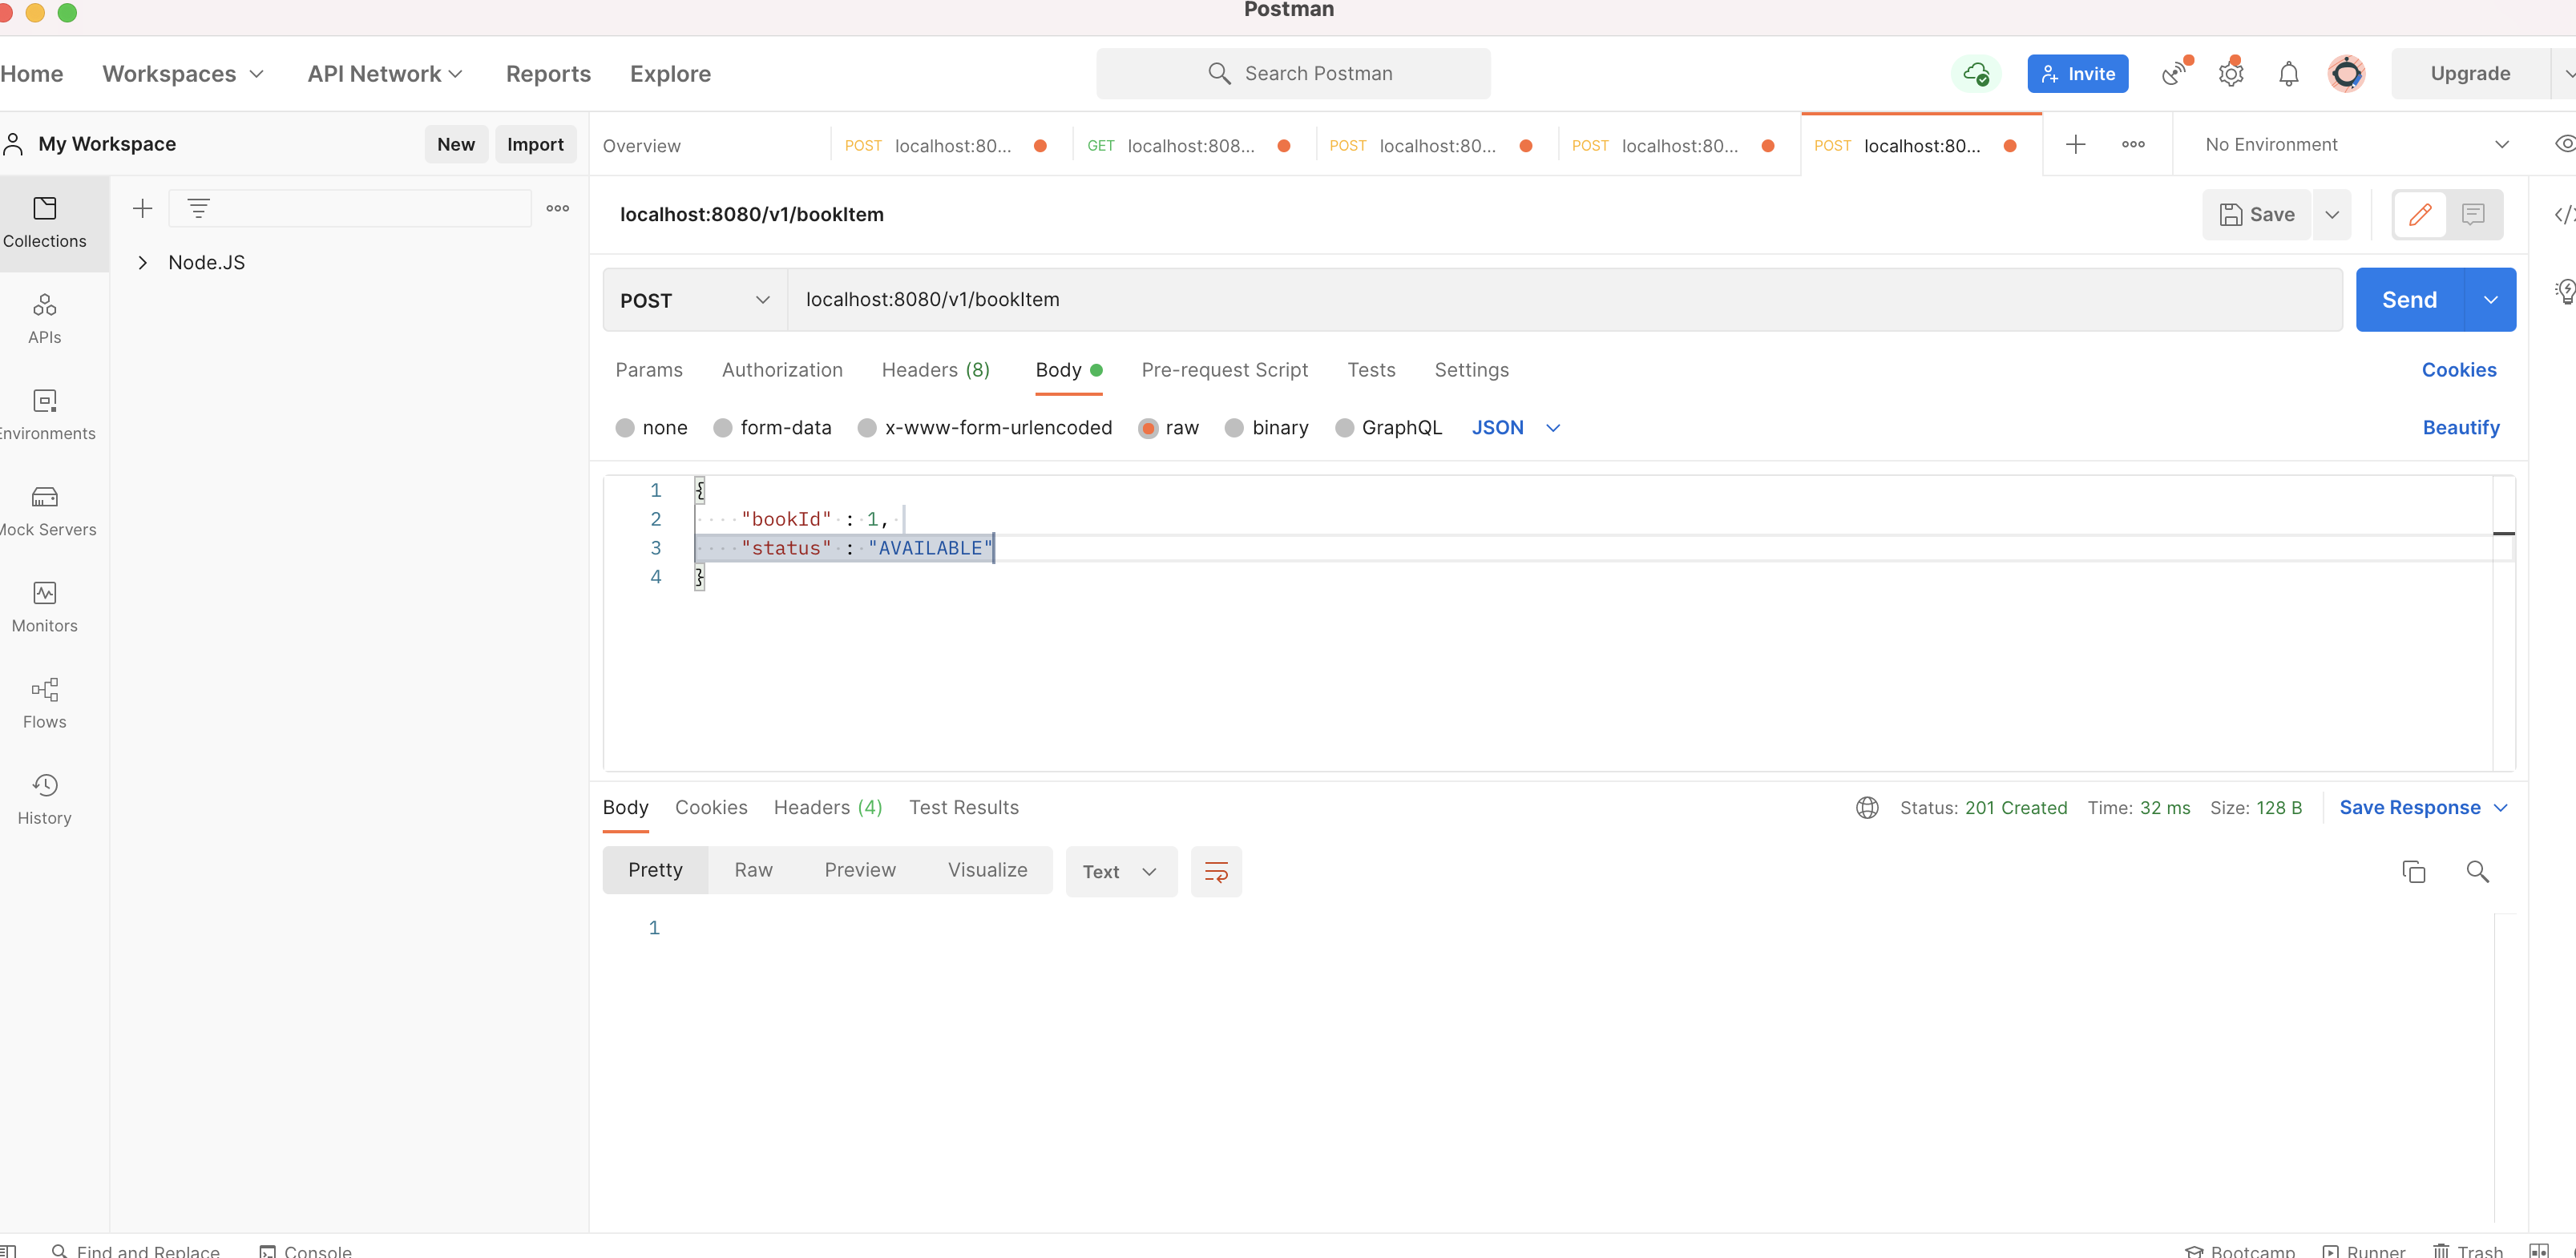 Postman
Home Workspaces API Network Reports Explore Search Postman Invite Upgrade
My Workspace New Import Overview POST localhost:80... GET localhost:808... POST localhost:80... POST localhost:80... POST localhost:80... No Environment
Collections
Node.JS
APIs
Environments
Mock Servers
Monitors
Flows
History
localhost:8080/v1/bookItem Save
POST localhost:8080/v1/bookItem Send
Params Authorization Headers (8) Body Pre-request Script Tests Settings Cookies
none form-data x-www-form-urlencoded raw binary GraphQL JSON Beautify
1 {
2 "bookId" : 1,
3 "status" : "AVAILABLE"
4 }
Body Cookies Headers (4) Test Results Status: 201 Created Time: 32 ms Size: 128 B Save Response
Pretty Raw Preview Visualize Text
1
Find and Replace Console Bootcamp Runner Trash